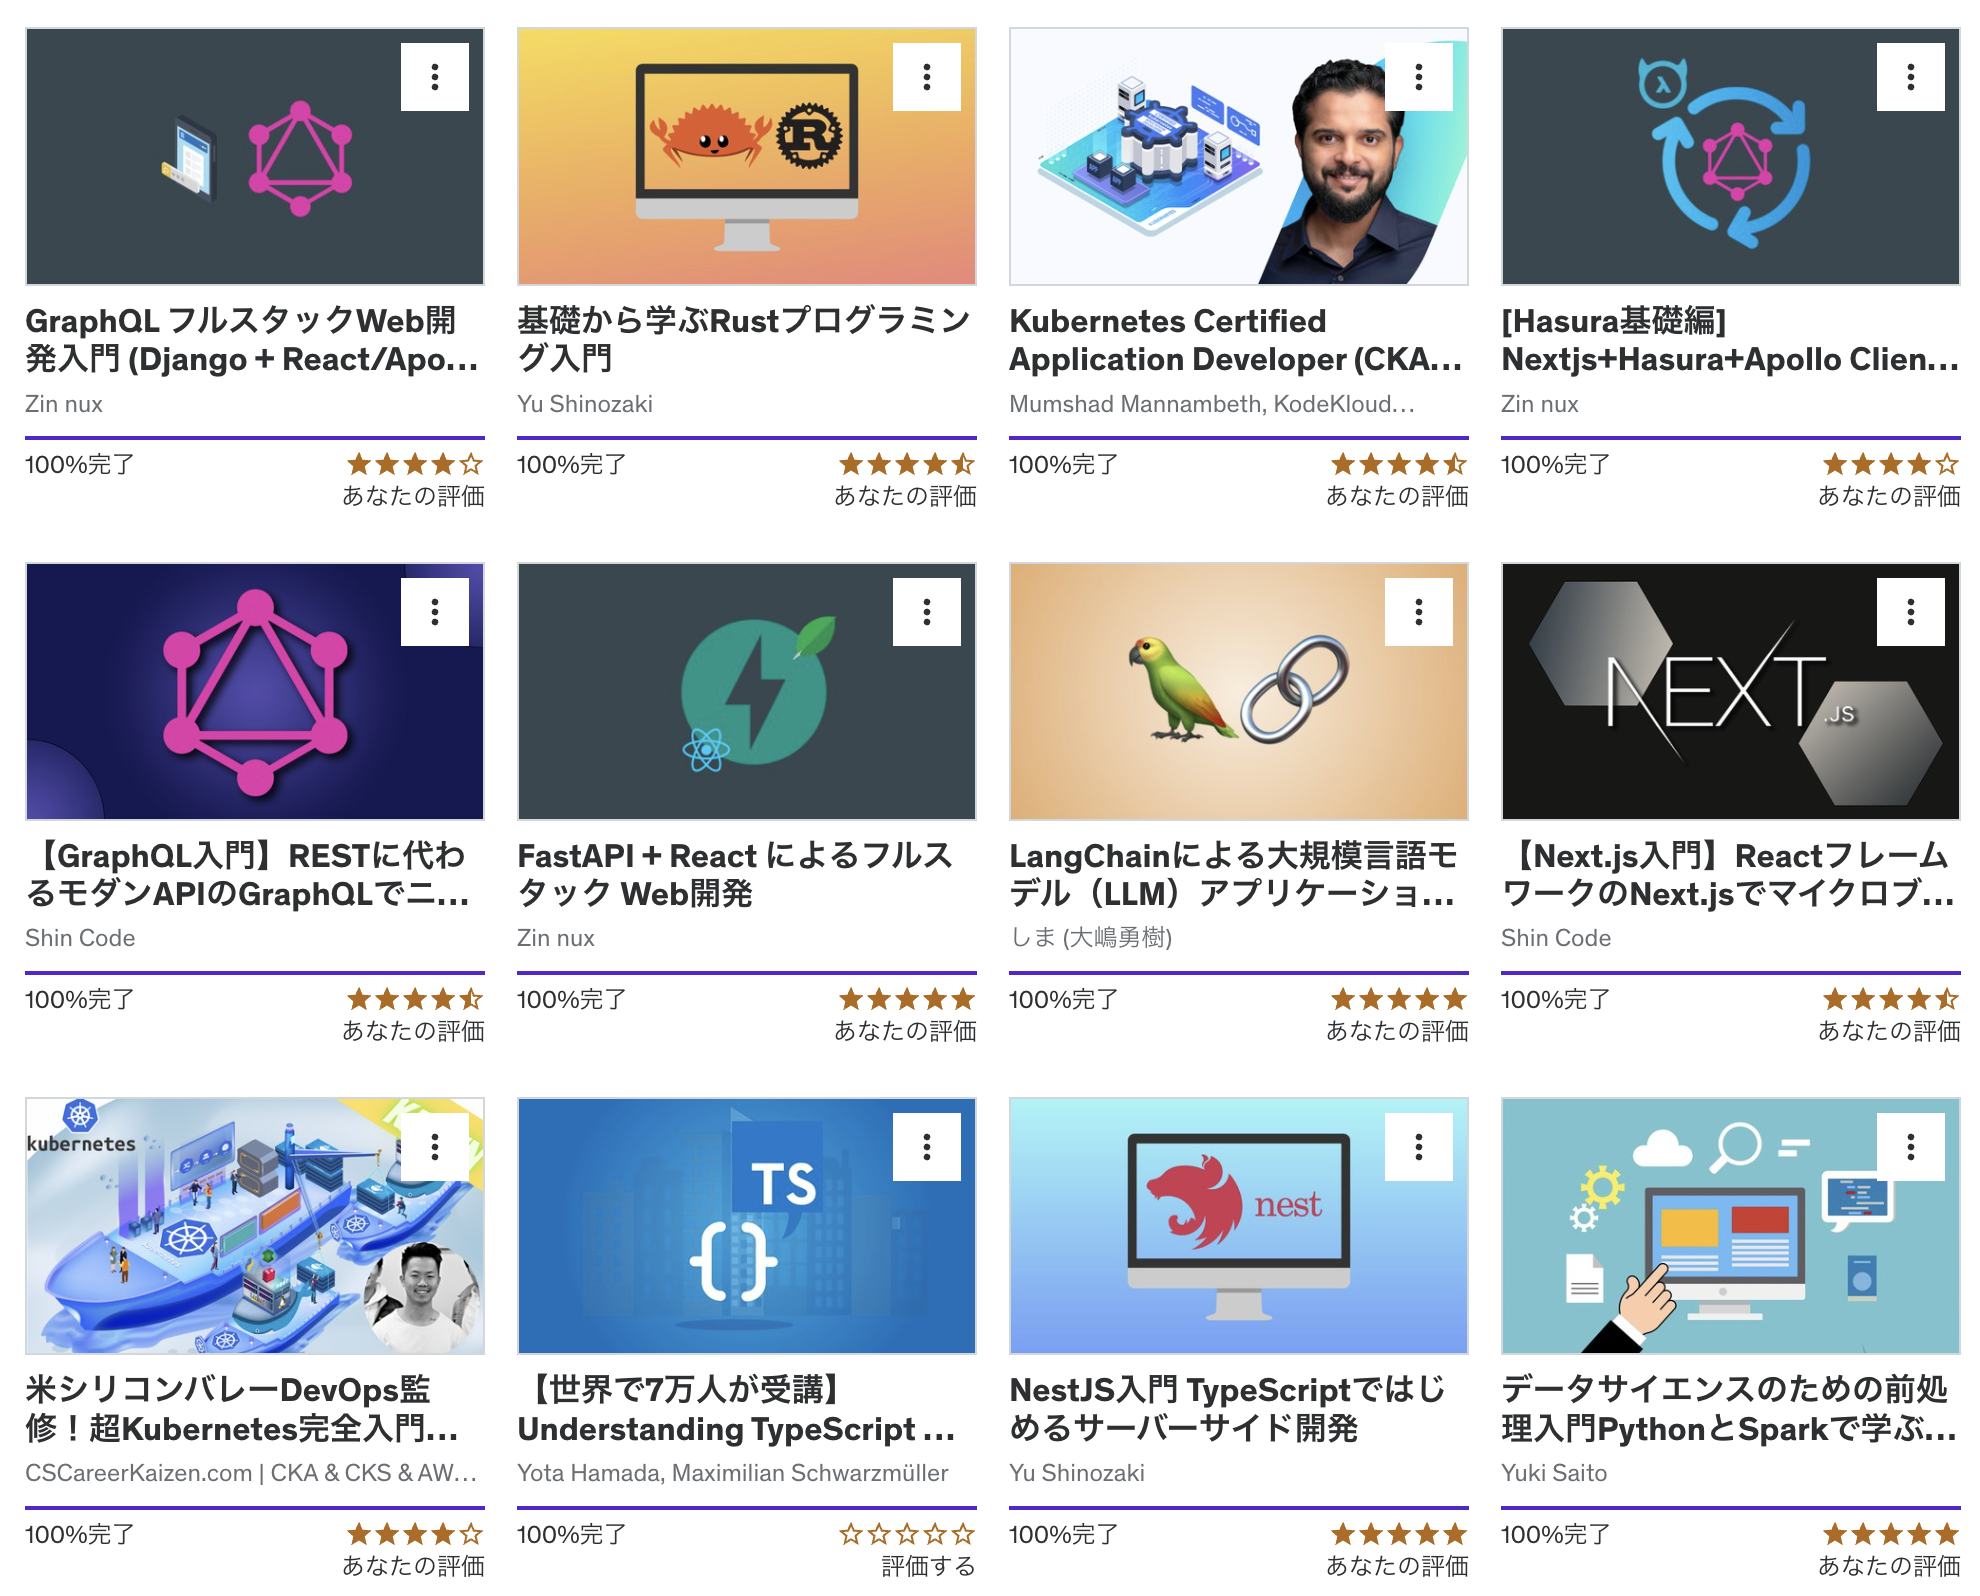 GraphQL フルスタックWeb開
発入門 (Django + React/Apo...
Zin nux
100%完了
あなたの評価
R
基礎から学ぶRustプログラミン
グ入門
Yu Shinozaki
100%完了
あなたの評価
Kubernetes Certified
Application Developer (CKA...
Mumshad Mannambeth, KodeKloud...
100%完了
あなたの評価
λ
[Hasura基礎編]
Nextjs+Hasura+Apollo Clien...
Zin nux
100%完了
あなたの評価
【GraphQL入門】RESTに代わ
るモダンAPIのGraphQLでニ...
Shin Code
100%完了
あなたの評価
FastAPI + React によるフルス
タック Web開発
Zin nux
100%完了
あなたの評価
LangChainによる大規模言語モ
デル（LLM）アプリケーショ...
しま (大嶋勇樹)
100%完了
あなたの評価
NEXT.JS
【Next.js入門】Reactフレーム
ワークのNext.jsでマイクロブ...
Shin Code
100%完了
あなたの評価
kubernetes
米シリコンバレーDevOps監
修！超Kubernetes完全入門...
CSCareerKaizen.com | CKA & CKS & AW...
100%完了
あなたの評価
TS
{}
【世界で7万人が受講】
Understanding TypeScript ...
Yota Hamada, Maximilian Schwarzmüller
100%完了
評価する
nest
NestJS入門 TypeScriptではじ
めるサーバーサイド開発
Yu Shinozaki
100%完了
あなたの評価
データサイエンスのための前処
理入門PythonとSparkで学ぶ...
Yuki Saito
100%完了
あなたの評価